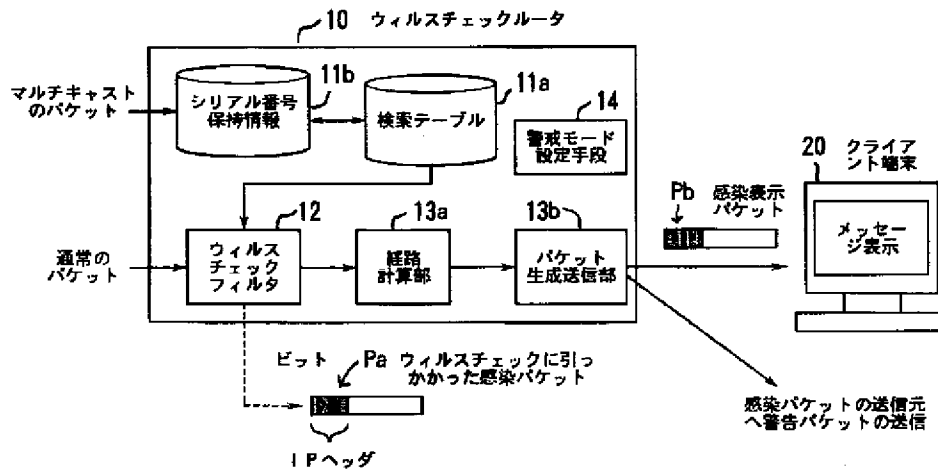 10 ウィルスチェックルータ
11b
11a
マルチキャスト
のパケット
シリアル番号
保持情報
検索テーブル
14
警戒モード
設定手段
20 クライア
ント端末
12
13a
13b
Pb 感染表示
パケット
メッセー
ジ表示
通常の
パケット
ウィルス
チェック
フィルタ
経路
計算部
パケット
生成送信部
ビット
Pa ウィルスチェックに引っ
かかった感染パケット
感染パケットの送信元
へ警告パケットの送信
IPヘッダ